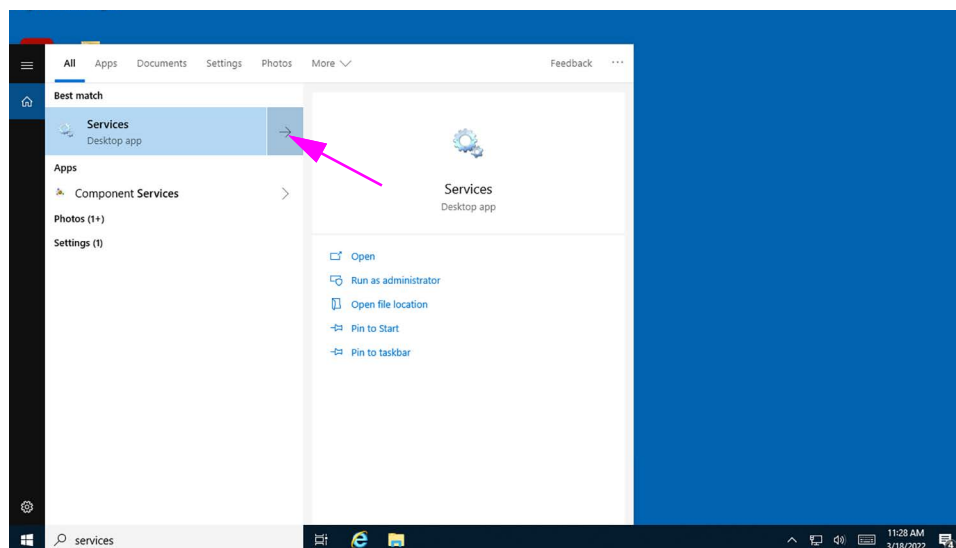 All Apps Documents Settings Photos More Feedback ...
Best match
Services
Desktop app
Apps
Component Services
Photos (1+)
Settings (1)
Services
Desktop app
Open
Run as administrator
Open file location
Pin to Start
Pin to taskbar
services
11:28 AM
3/18/2022
4